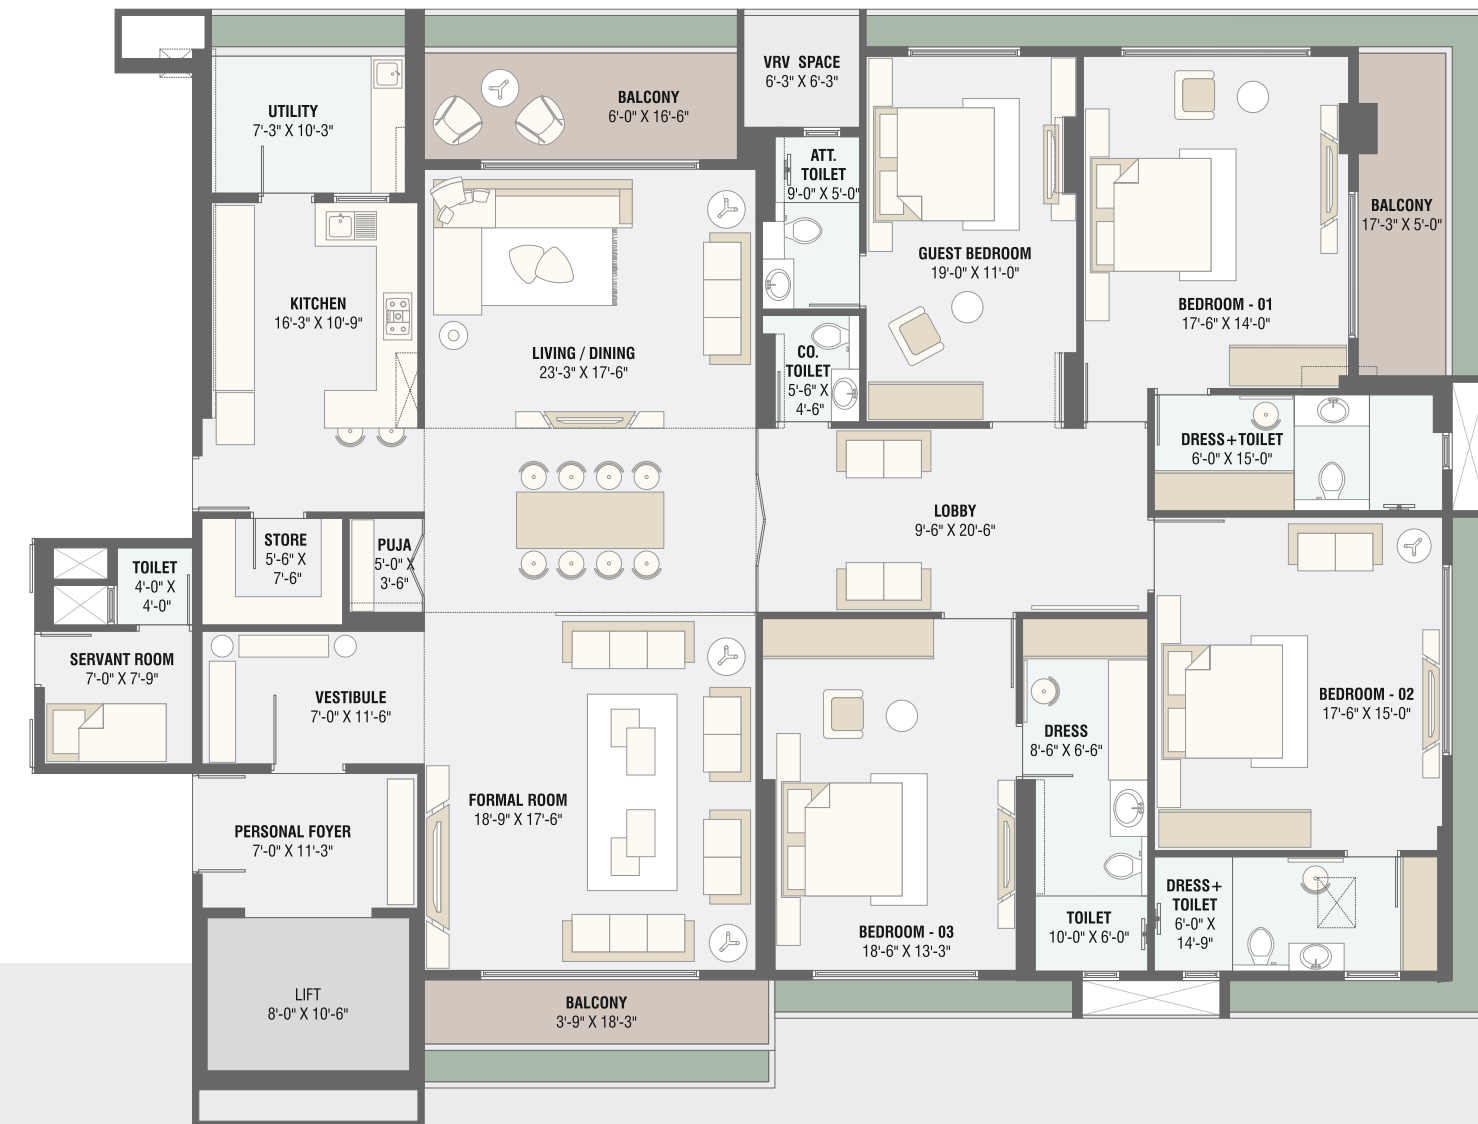 VRV SPACE
6'-3" X 6'-3"
BALCONY
6'-0" X 16'-6"
UTILITY
7'-3" X 10'-3"
ATT.
TOILET
9'-0" X 5'-0"
BALCONY
17'-3" X 5'-0"
GUEST BEDROOM
19'-0" X 11'-0"
KITCHEN
16'-3" X 10'-9"
BEDROOM - 01
17'-6" X 14'-0"
LIVING / DINING
23'-3" X 17'-6"
CO.
TOILET
5'-6" X
4'-6"
DRESS+TOILET
6'-0" X 15'-0"
LOBBY
9'-6" X 20'-6"
STORE
5'-6" X
7'-6"
PUJA
5'-0" X
3'-6"
TOILET
4'-0" X
4'-0"
SERVANT ROOM
7'-0" X 7'-9"
VESTIBULE
7'-0" X 11'-6"
BEDROOM - 02
17'-6" X 15'-0"
DRESS
8'-6" X 6'-6"
FORMAL ROOM
18'-9" X 17'-6"
PERSONAL FOYER
7'-0" X 11'-3"
DRESS+
TOILET
6'-0" X
14'-9"
TOILET
10'-0" X 6'-0"
BEDROOM - 03
18'-6" X 13'-3"
LIFT
8'-0" X 10'-6"
BALCONY
3'-9" X 18'-3"